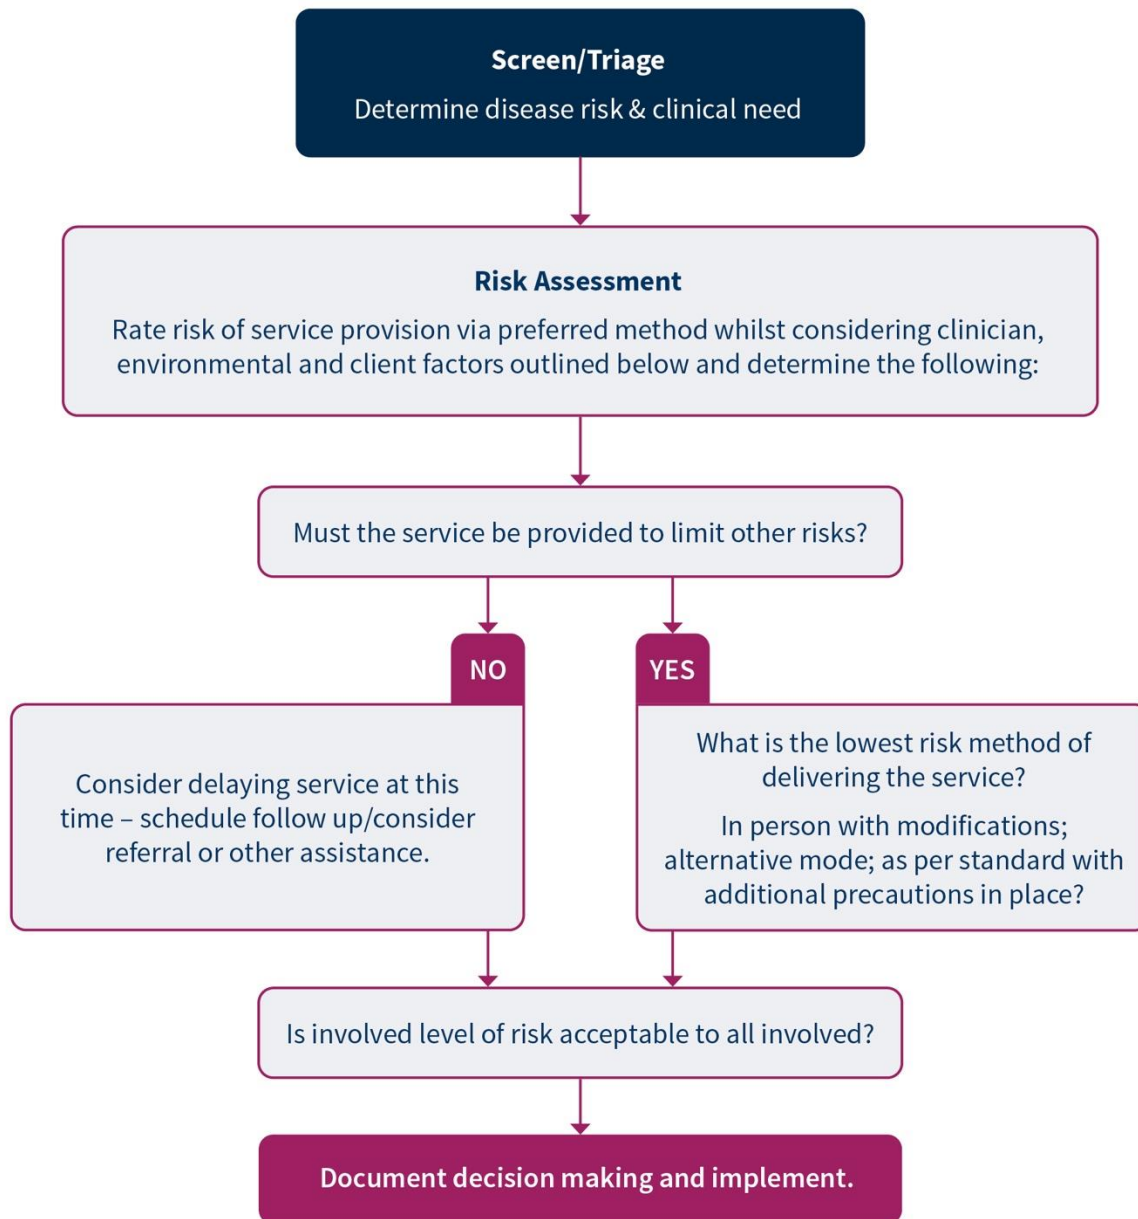 Screen/Triage
Determine disease risk & clinical need
Risk Assessment
Rate risk of service provision via preferred method whilst considering clinician,
environmental and client factors outlined below and determine the following:
Must the service be provided to limit other risks?
NO
Consider delaying service at this
time – schedule follow up/consider
referral or other assistance.
YES
What is the lowest risk method of
delivering the service?
In person with modifications;
alternative mode; as per standard with
additional precautions in place?
Is involved level of risk acceptable to all involved?
Document decision making and implement.